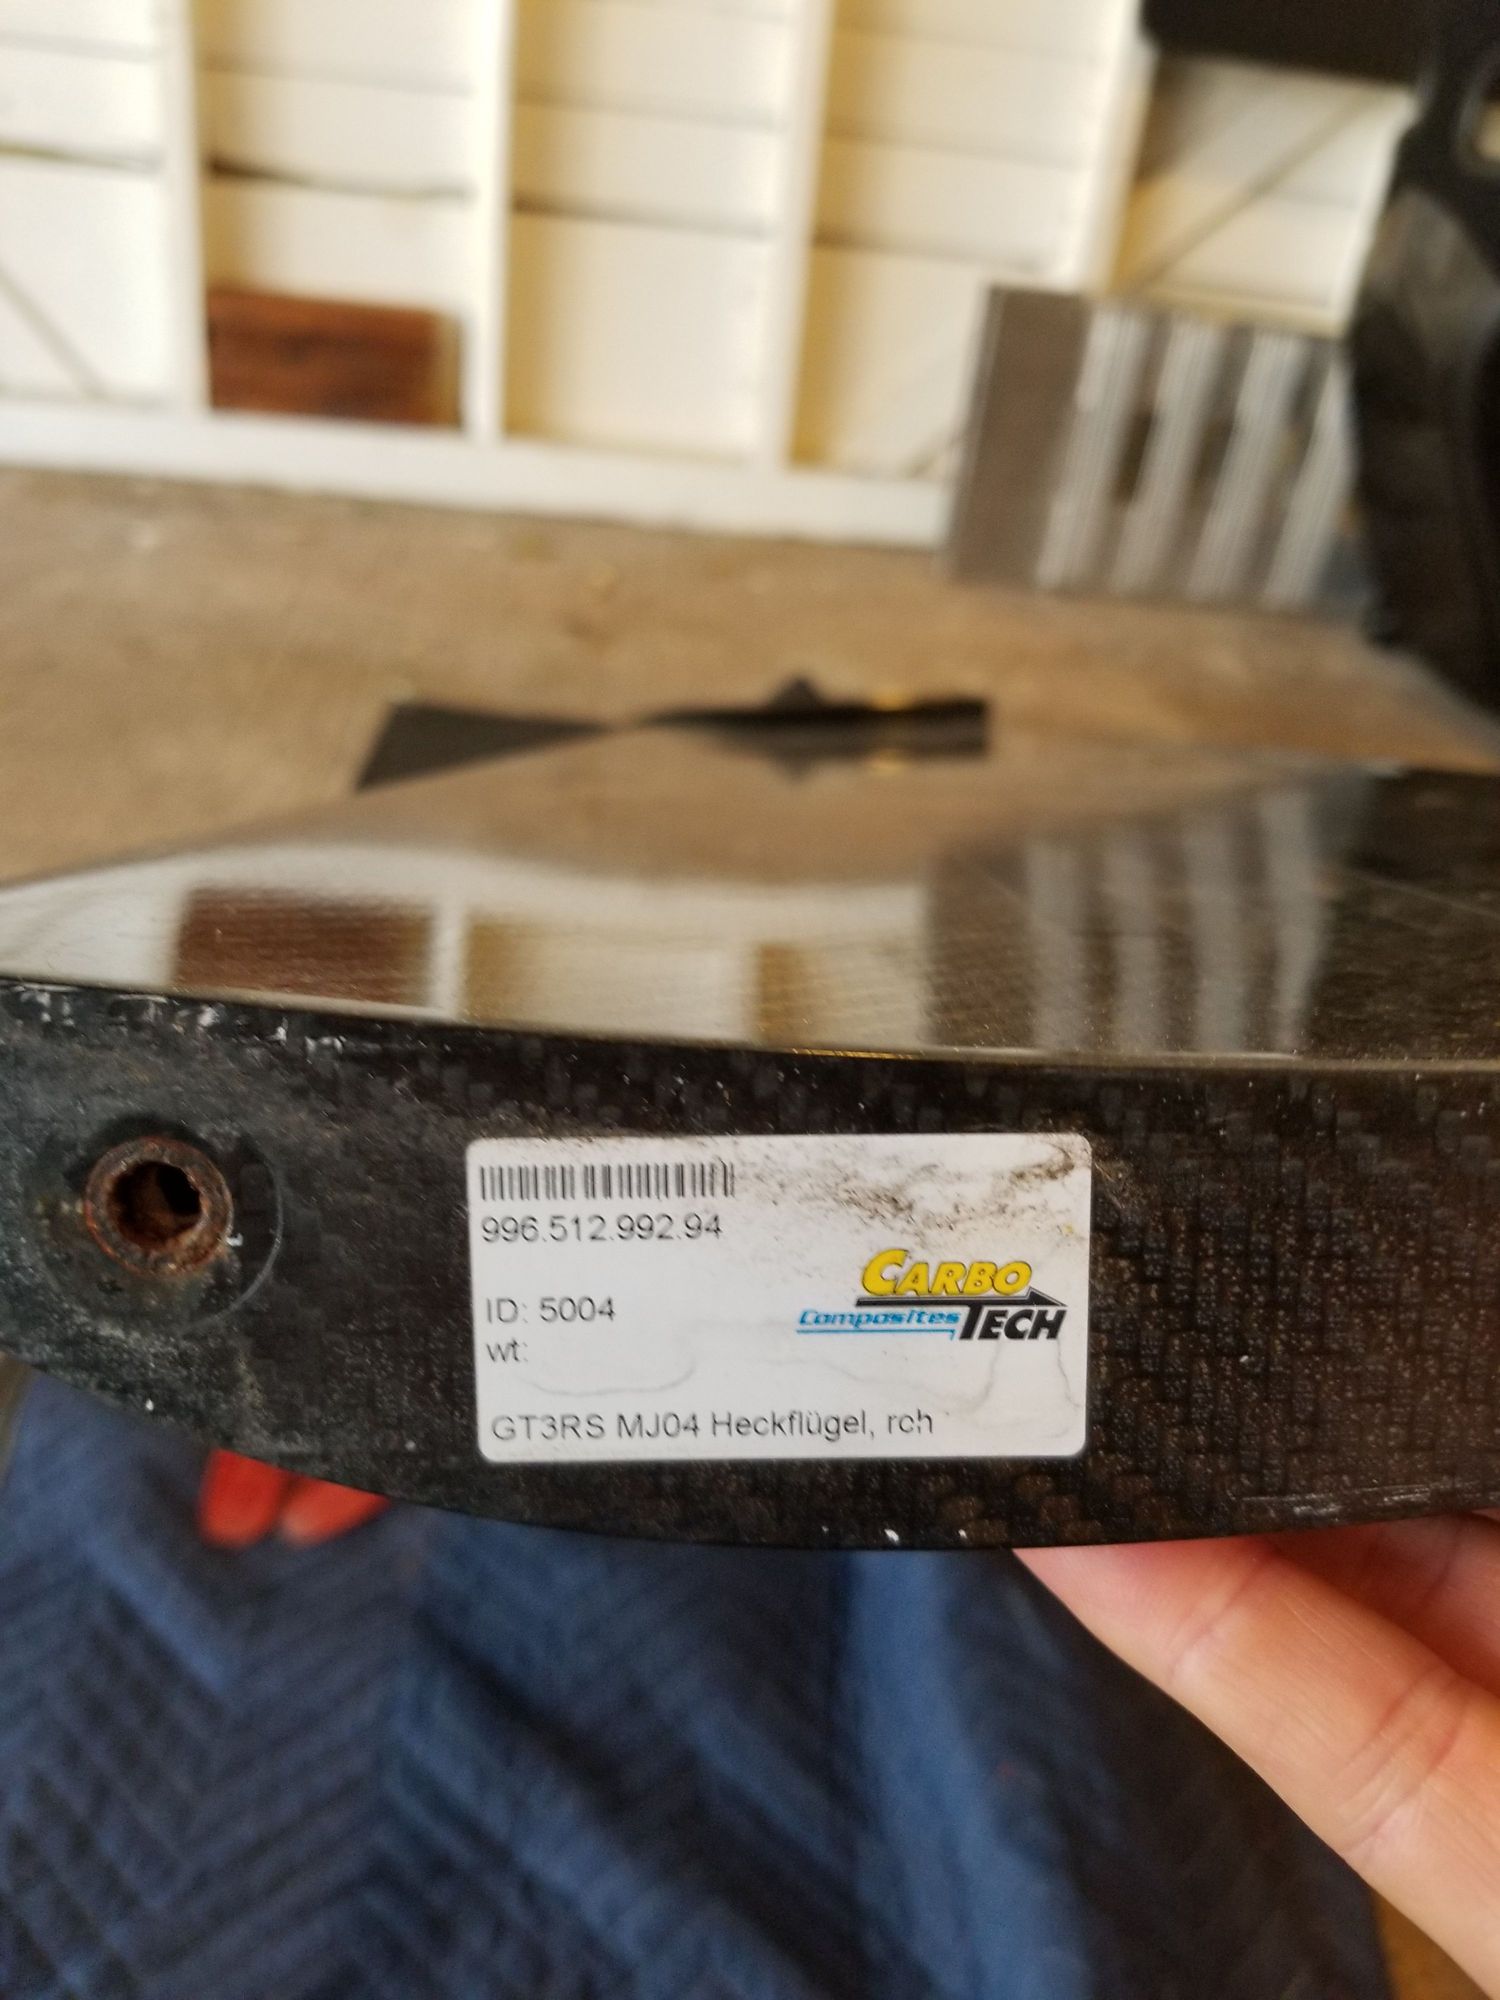 996.512.992.94
ID: 5004
wt:
CARBO
Composites TECH
GT3RS MJ04 Heckflügel, rch